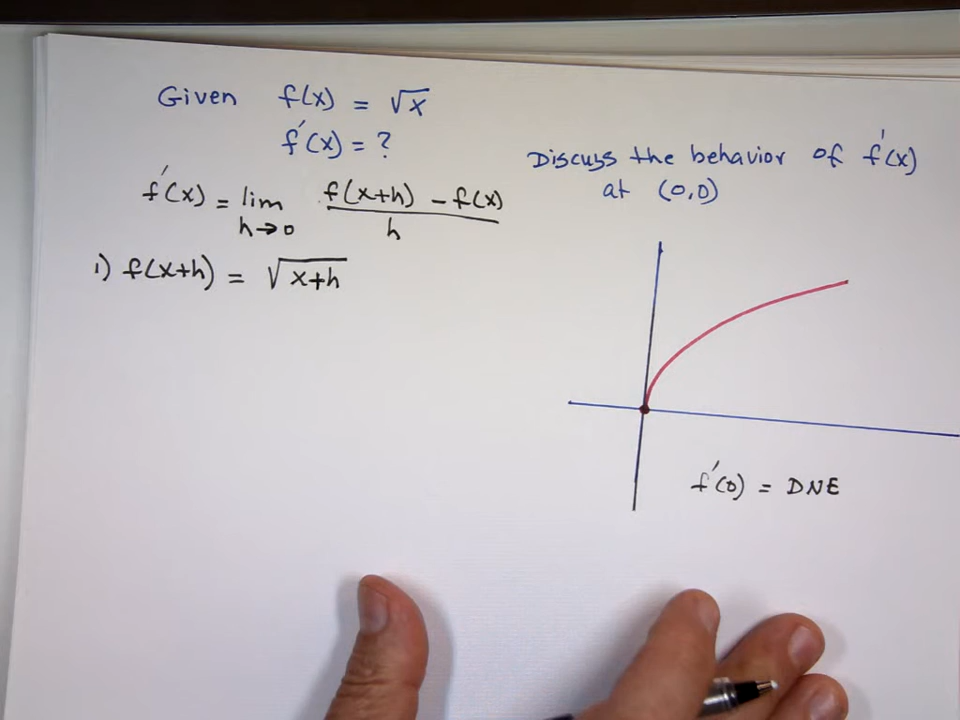 Given f(x) = √x
f'(x) = ?
f'(x) = lim h→0 f(x+h) - f(x) / h
1) f(x+h) = √x+h
Discuss the behavior of f'(x)
at (0,0)
f'(0) = DNE